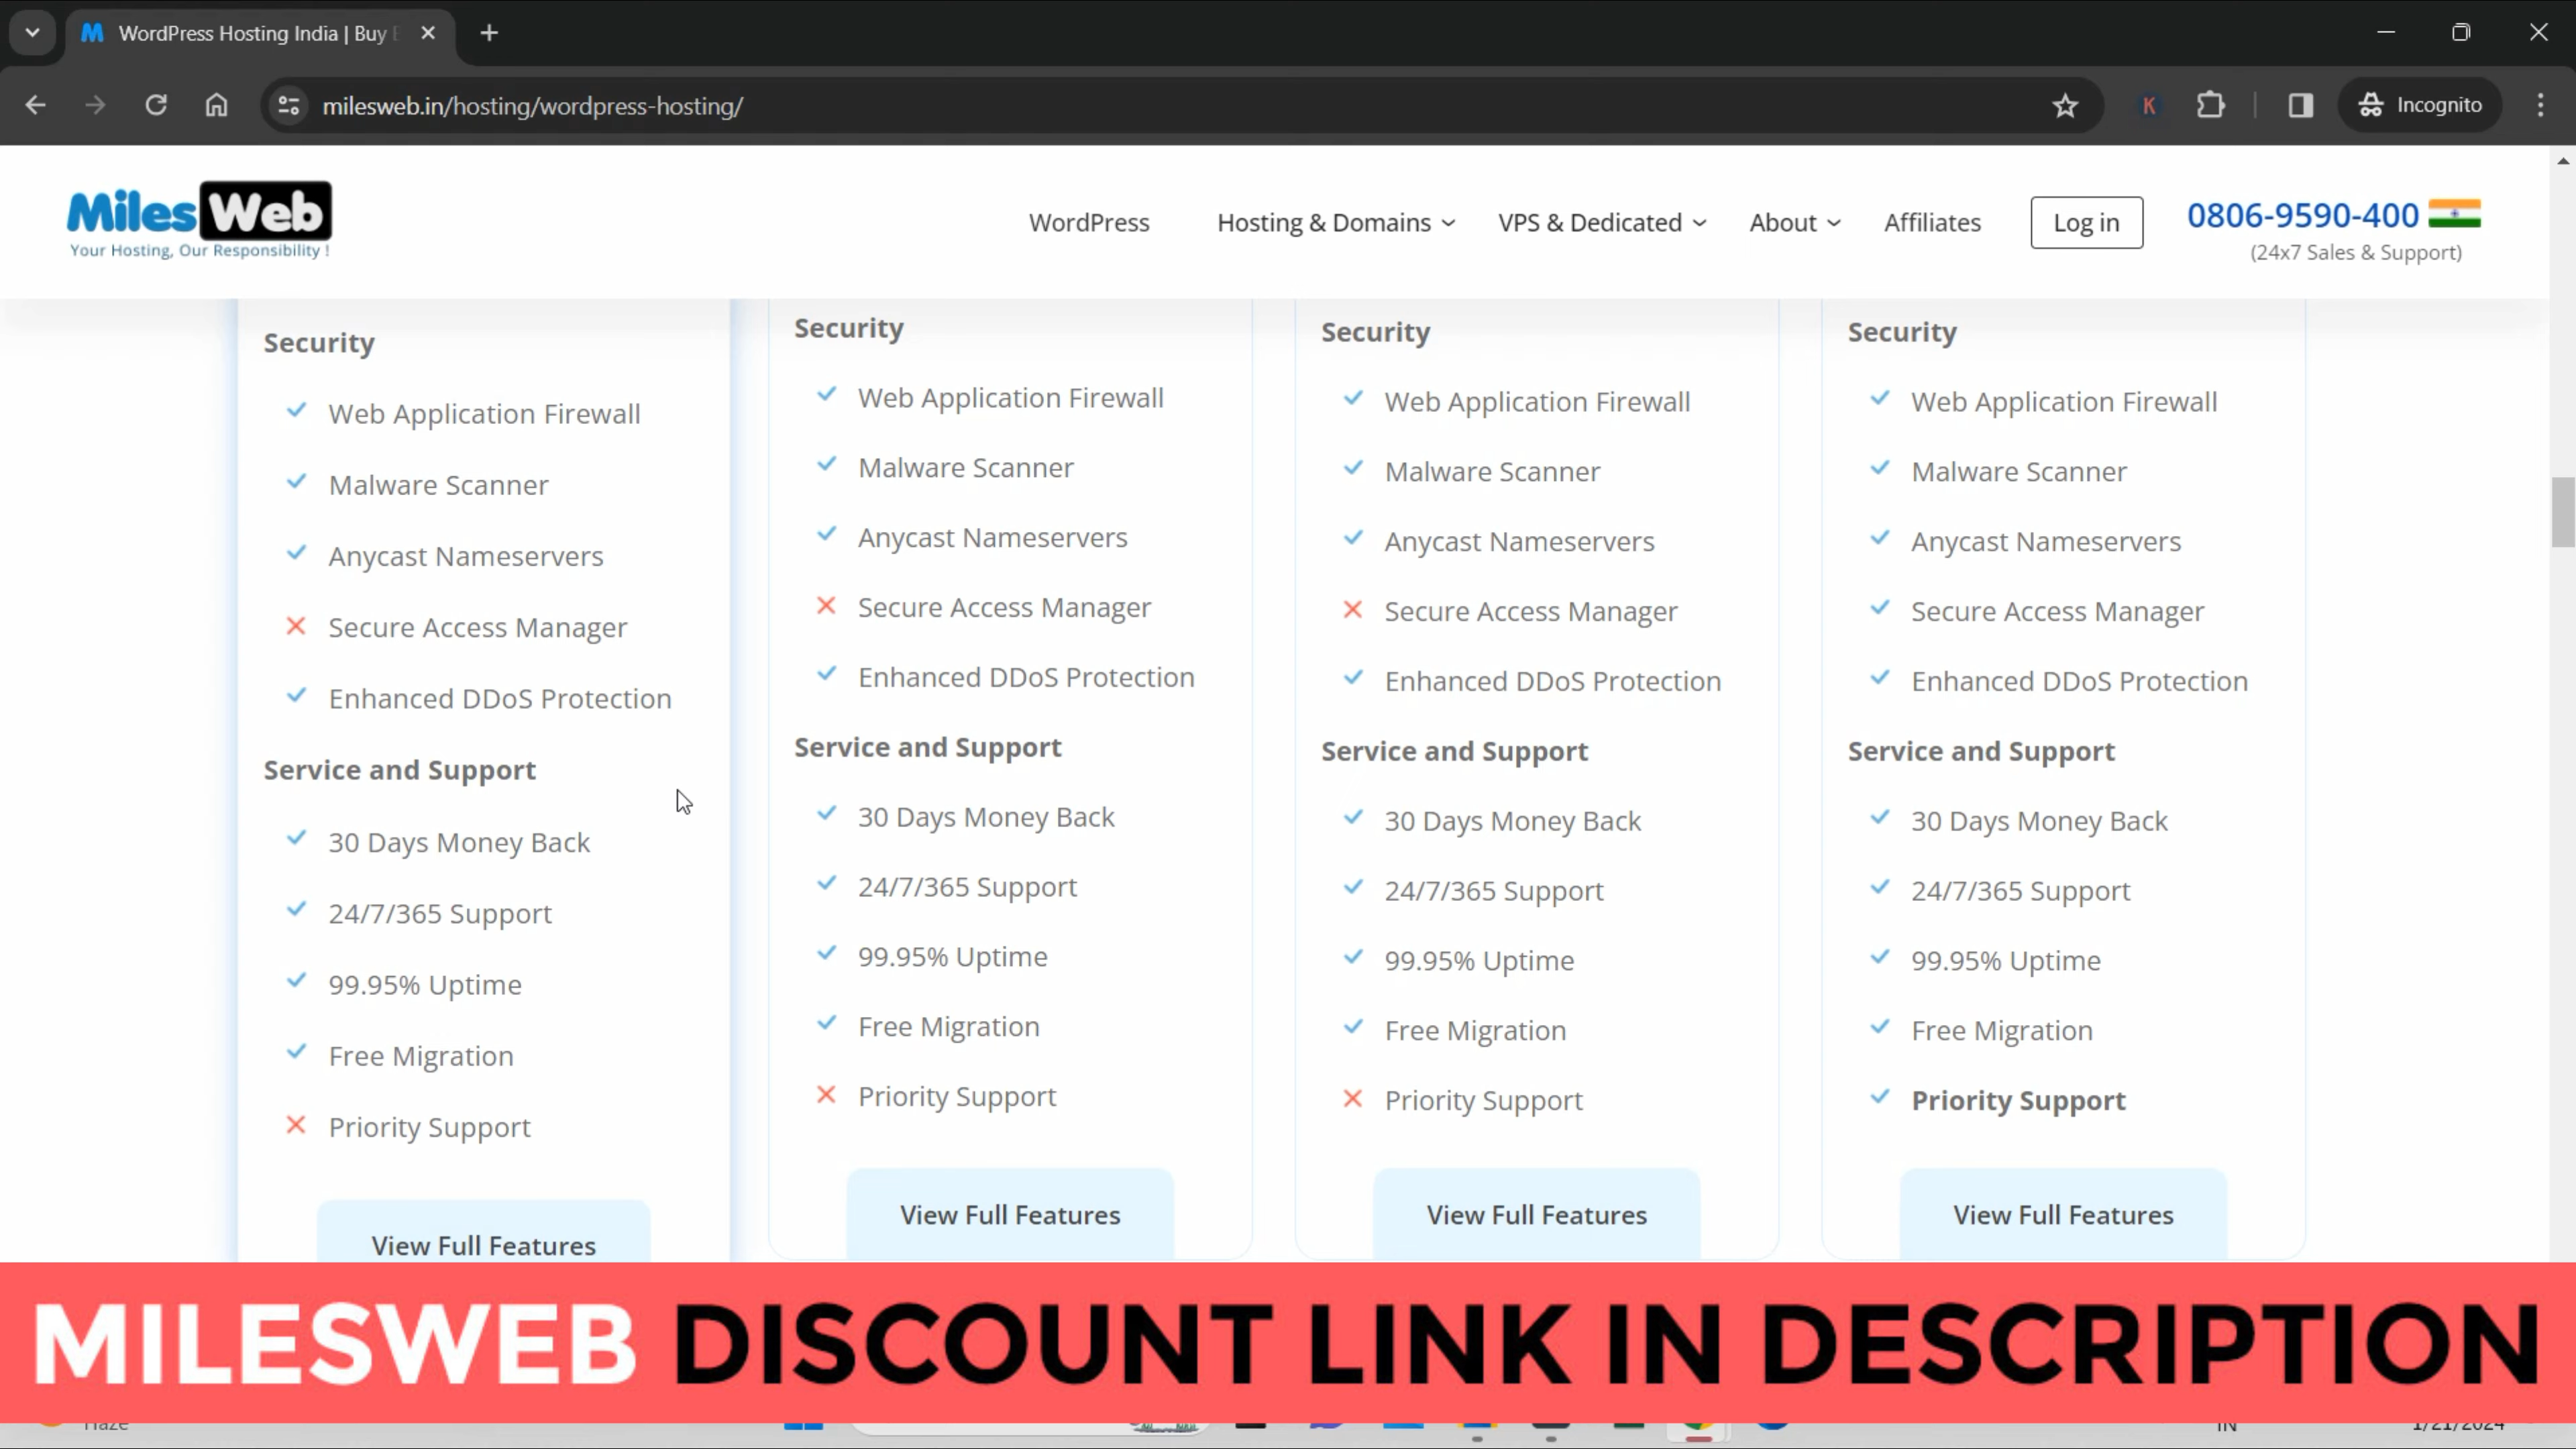 WordPress Hosting India | Buy
milesweb.in/hosting/wordpress-hosting/
K
Incognito
Miles Web
Your Hosting, Our Responsibility !
WordPress
Hosting & Domains
VPS & Dedicated
About
Affiliates
Log in
0806-9590-400
(24x7 Sales & Support)
Security
Web Application Firewall
Malware Scanner
Anycast Nameservers
Secure Access Manager
Enhanced DDoS Protection
Service and Support
30 Days Money Back
24/7/365 Support
99.95% Uptime
Free Migration
Priority Support
View Full Features
Security
Web Application Firewall
Malware Scanner
Anycast Nameservers
Secure Access Manager
Enhanced DDoS Protection
Service and Support
30 Days Money Back
24/7/365 Support
99.95% Uptime
Free Migration
Priority Support
View Full Features
Security
Web Application Firewall
Malware Scanner
Anycast Nameservers
Secure Access Manager
Enhanced DDoS Protection
Service and Support
30 Days Money Back
24/7/365 Support
99.95% Uptime
Free Migration
Priority Support
View Full Features
Security
Web Application Firewall
Malware Scanner
Anycast Nameservers
Secure Access Manager
Enhanced DDoS Protection
Service and Support
30 Days Money Back
24/7/365 Support
99.95% Uptime
Free Migration
Priority Support
View Full Features
MILESWEB DISCOUNT LINK IN DESCRIPTION
Haze
IN
1/21/2024